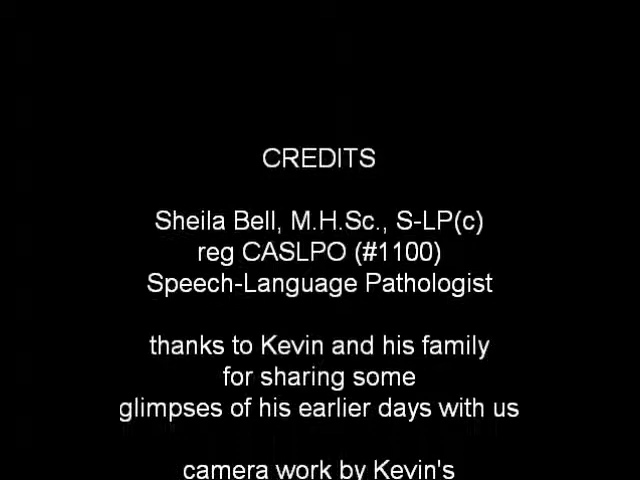 CREDITS
Sheila Bell, M.H.Sc., S-LP(c)
reg CASLPO (#1100)
Speech-Language Pathologist
thanks to Kevin and his family
for sharing some
glimpses of his earlier days with us
camera work by Kevin's